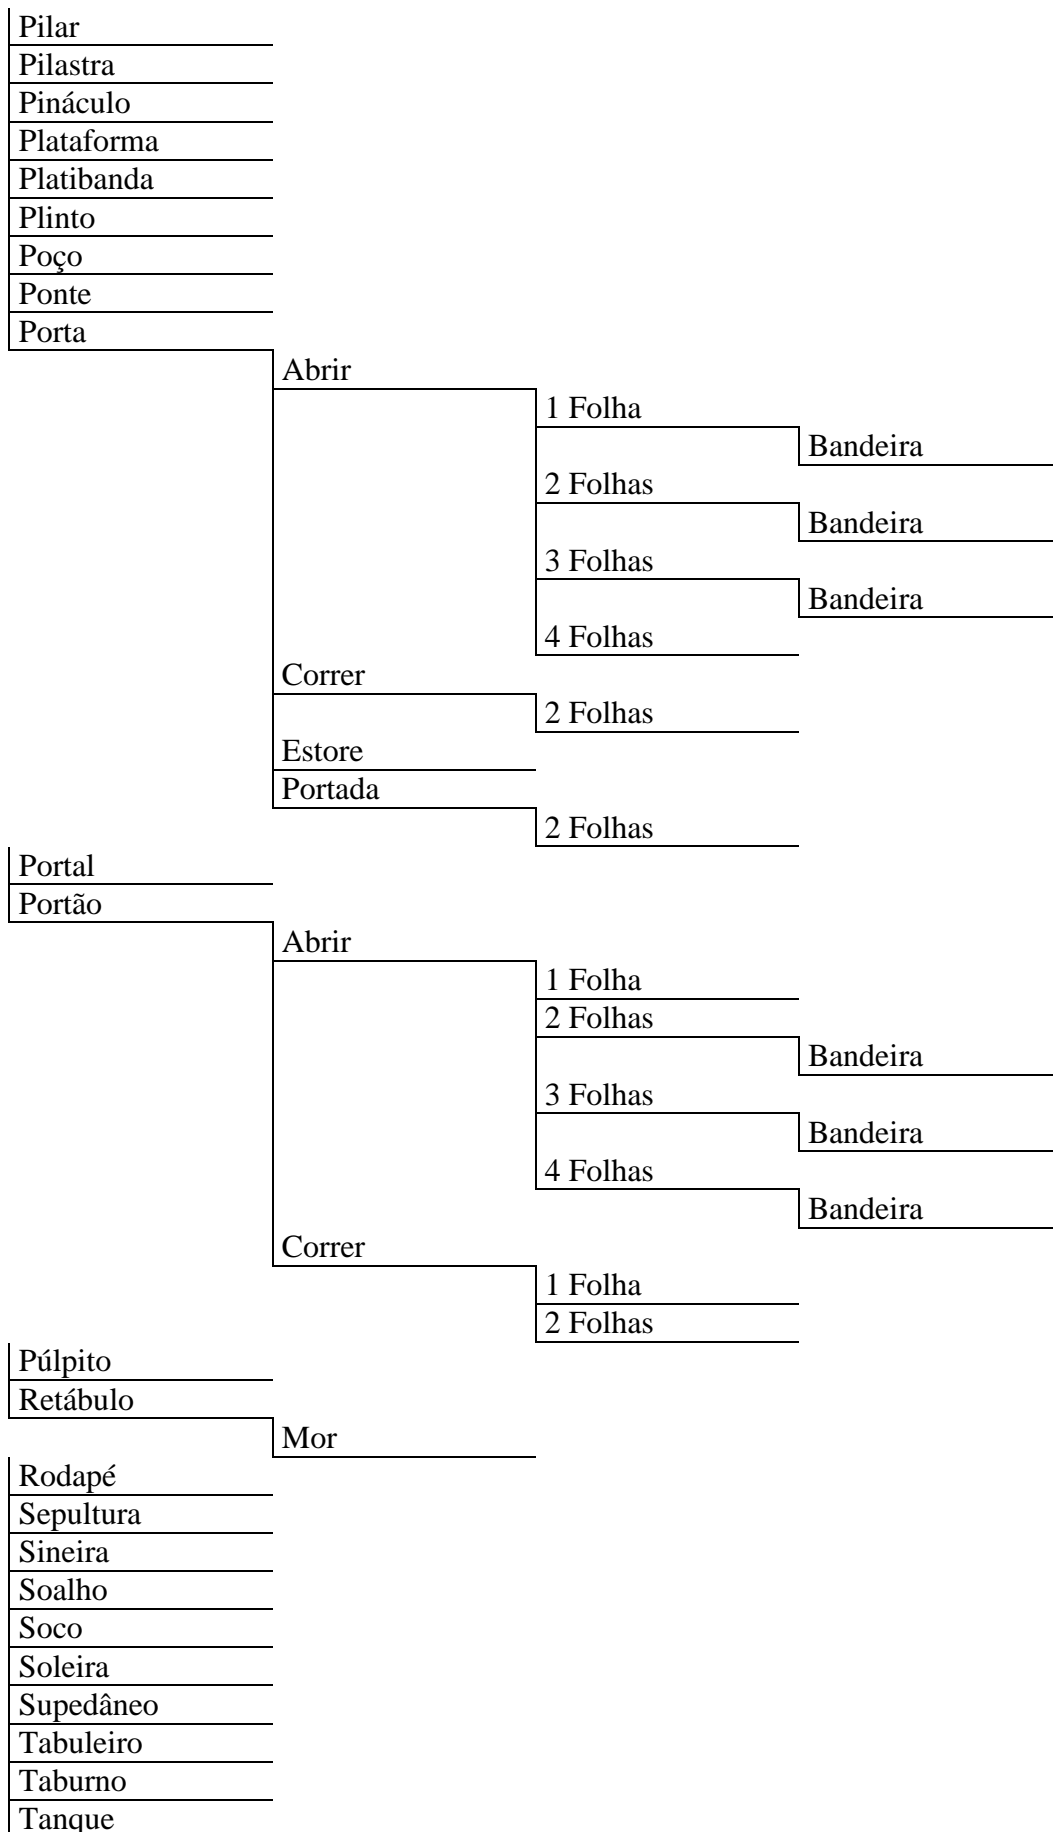 Pilar
Pilastra
Pináculo
Plataforma
Platibanda
Plinto
Poço
Ponte
Porta
Abrir
1 Folha
Bandeira
2 Folhas
Bandeira
3 Folhas
Bandeira
4 Folhas
Correr
2 Folhas
Estore
Portada
2 Folhas
Portal
Portão
Abrir
1 Folha
2 Folhas
Bandeira
3 Folhas
Bandeira
4 Folhas
Bandeira
Correr
1 Folha
2 Folhas
Púlpito
Retábulo
Mor
Rodapé
Sepultura
Sineira
Soalho
Soco
Soleira
Supedâneo
Tabuleiro
Taburno
Tanque